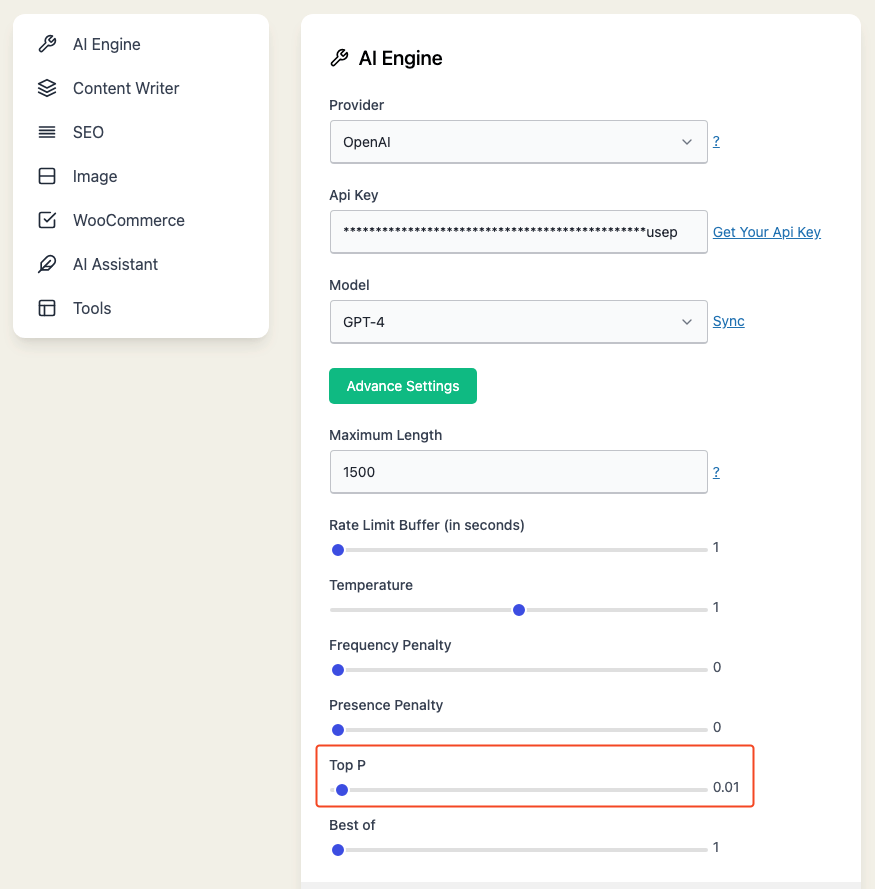 AI Engine
Content Writer
SEO
Image
WooCommerce
AI Assistant
Tools
AI Engine
Provider
OpenAI
?
Api Key
***********************************************usep
Get Your Api Key
Model
GPT-4
Sync
Advance Settings
Maximum Length
1500
?
Rate Limit Buffer (in seconds)
1
Temperature
1
Frequency Penalty
0
Presence Penalty
0
Top P
0.01
Best of
1